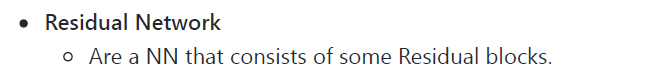 Residual Network
Are a NN that consists of some Residual blocks.